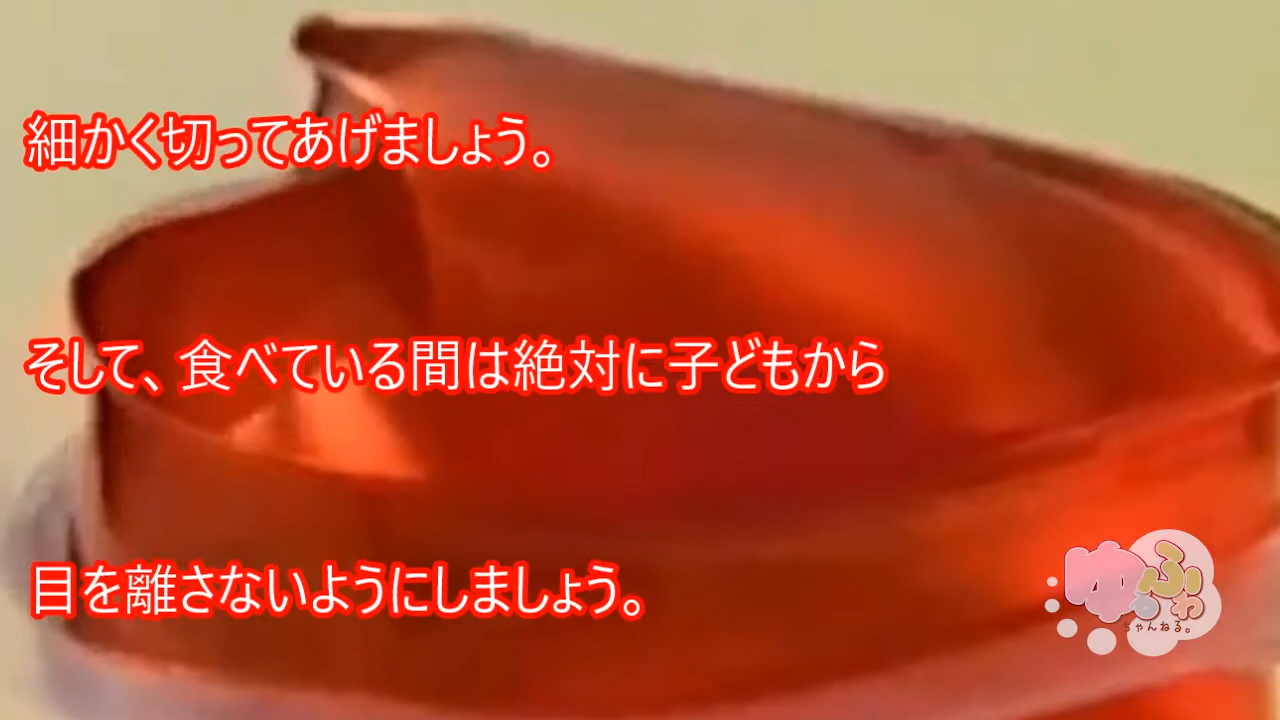 細かく切ってあげましょう。
そして、食べている間は絶対に子どもから
目を離さないようにしましょう。
ゆるふわ
ちゃんねる。